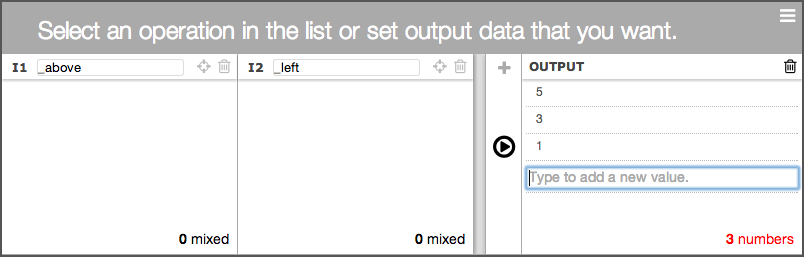 Select an operation in the list or set output data that you want.
I1 _above I2 _left OUTPUT
5
3
1
Type to add a new value.
0 mixed 0 mixed 3 numbers